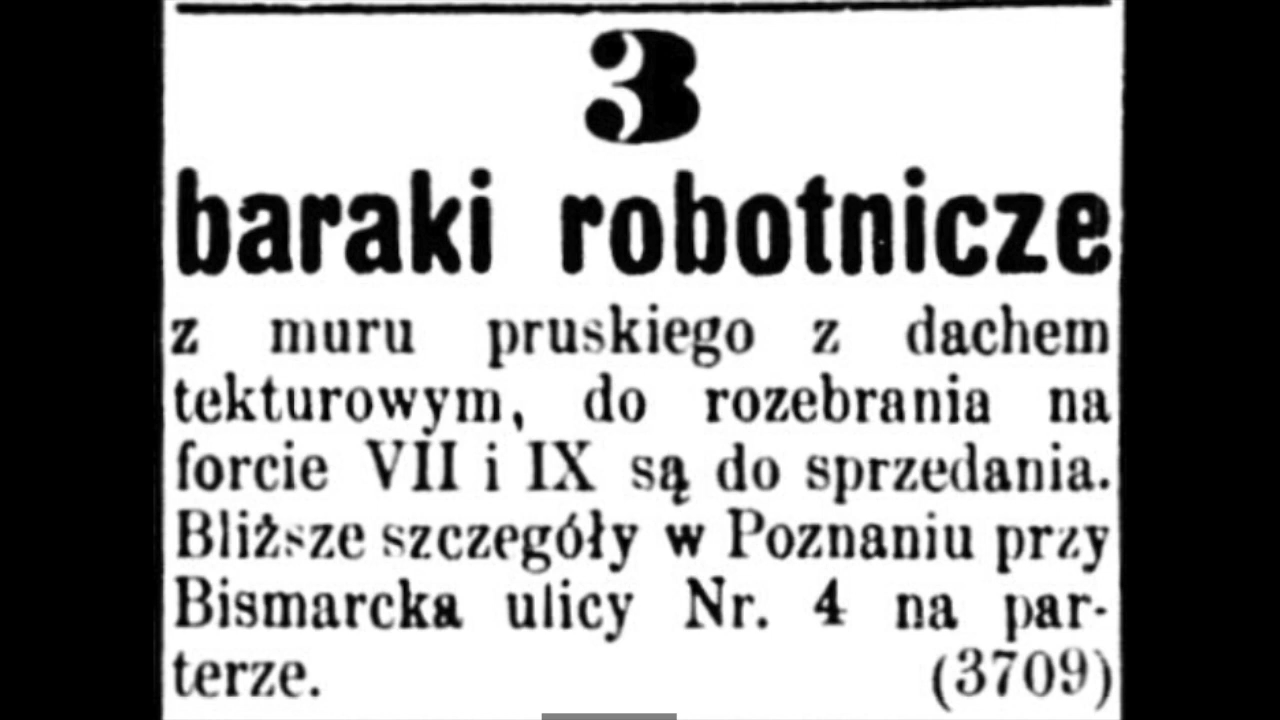 3
baraki robotnicze
z muru pruskiego z dachem
tekturowym, do rozebrania na
forcie VII i IX są do sprzedania.
Bliższe szczegóły w Poznaniu przy
Bismarcka ulicy Nr. 4 na par-
terze. (3709)